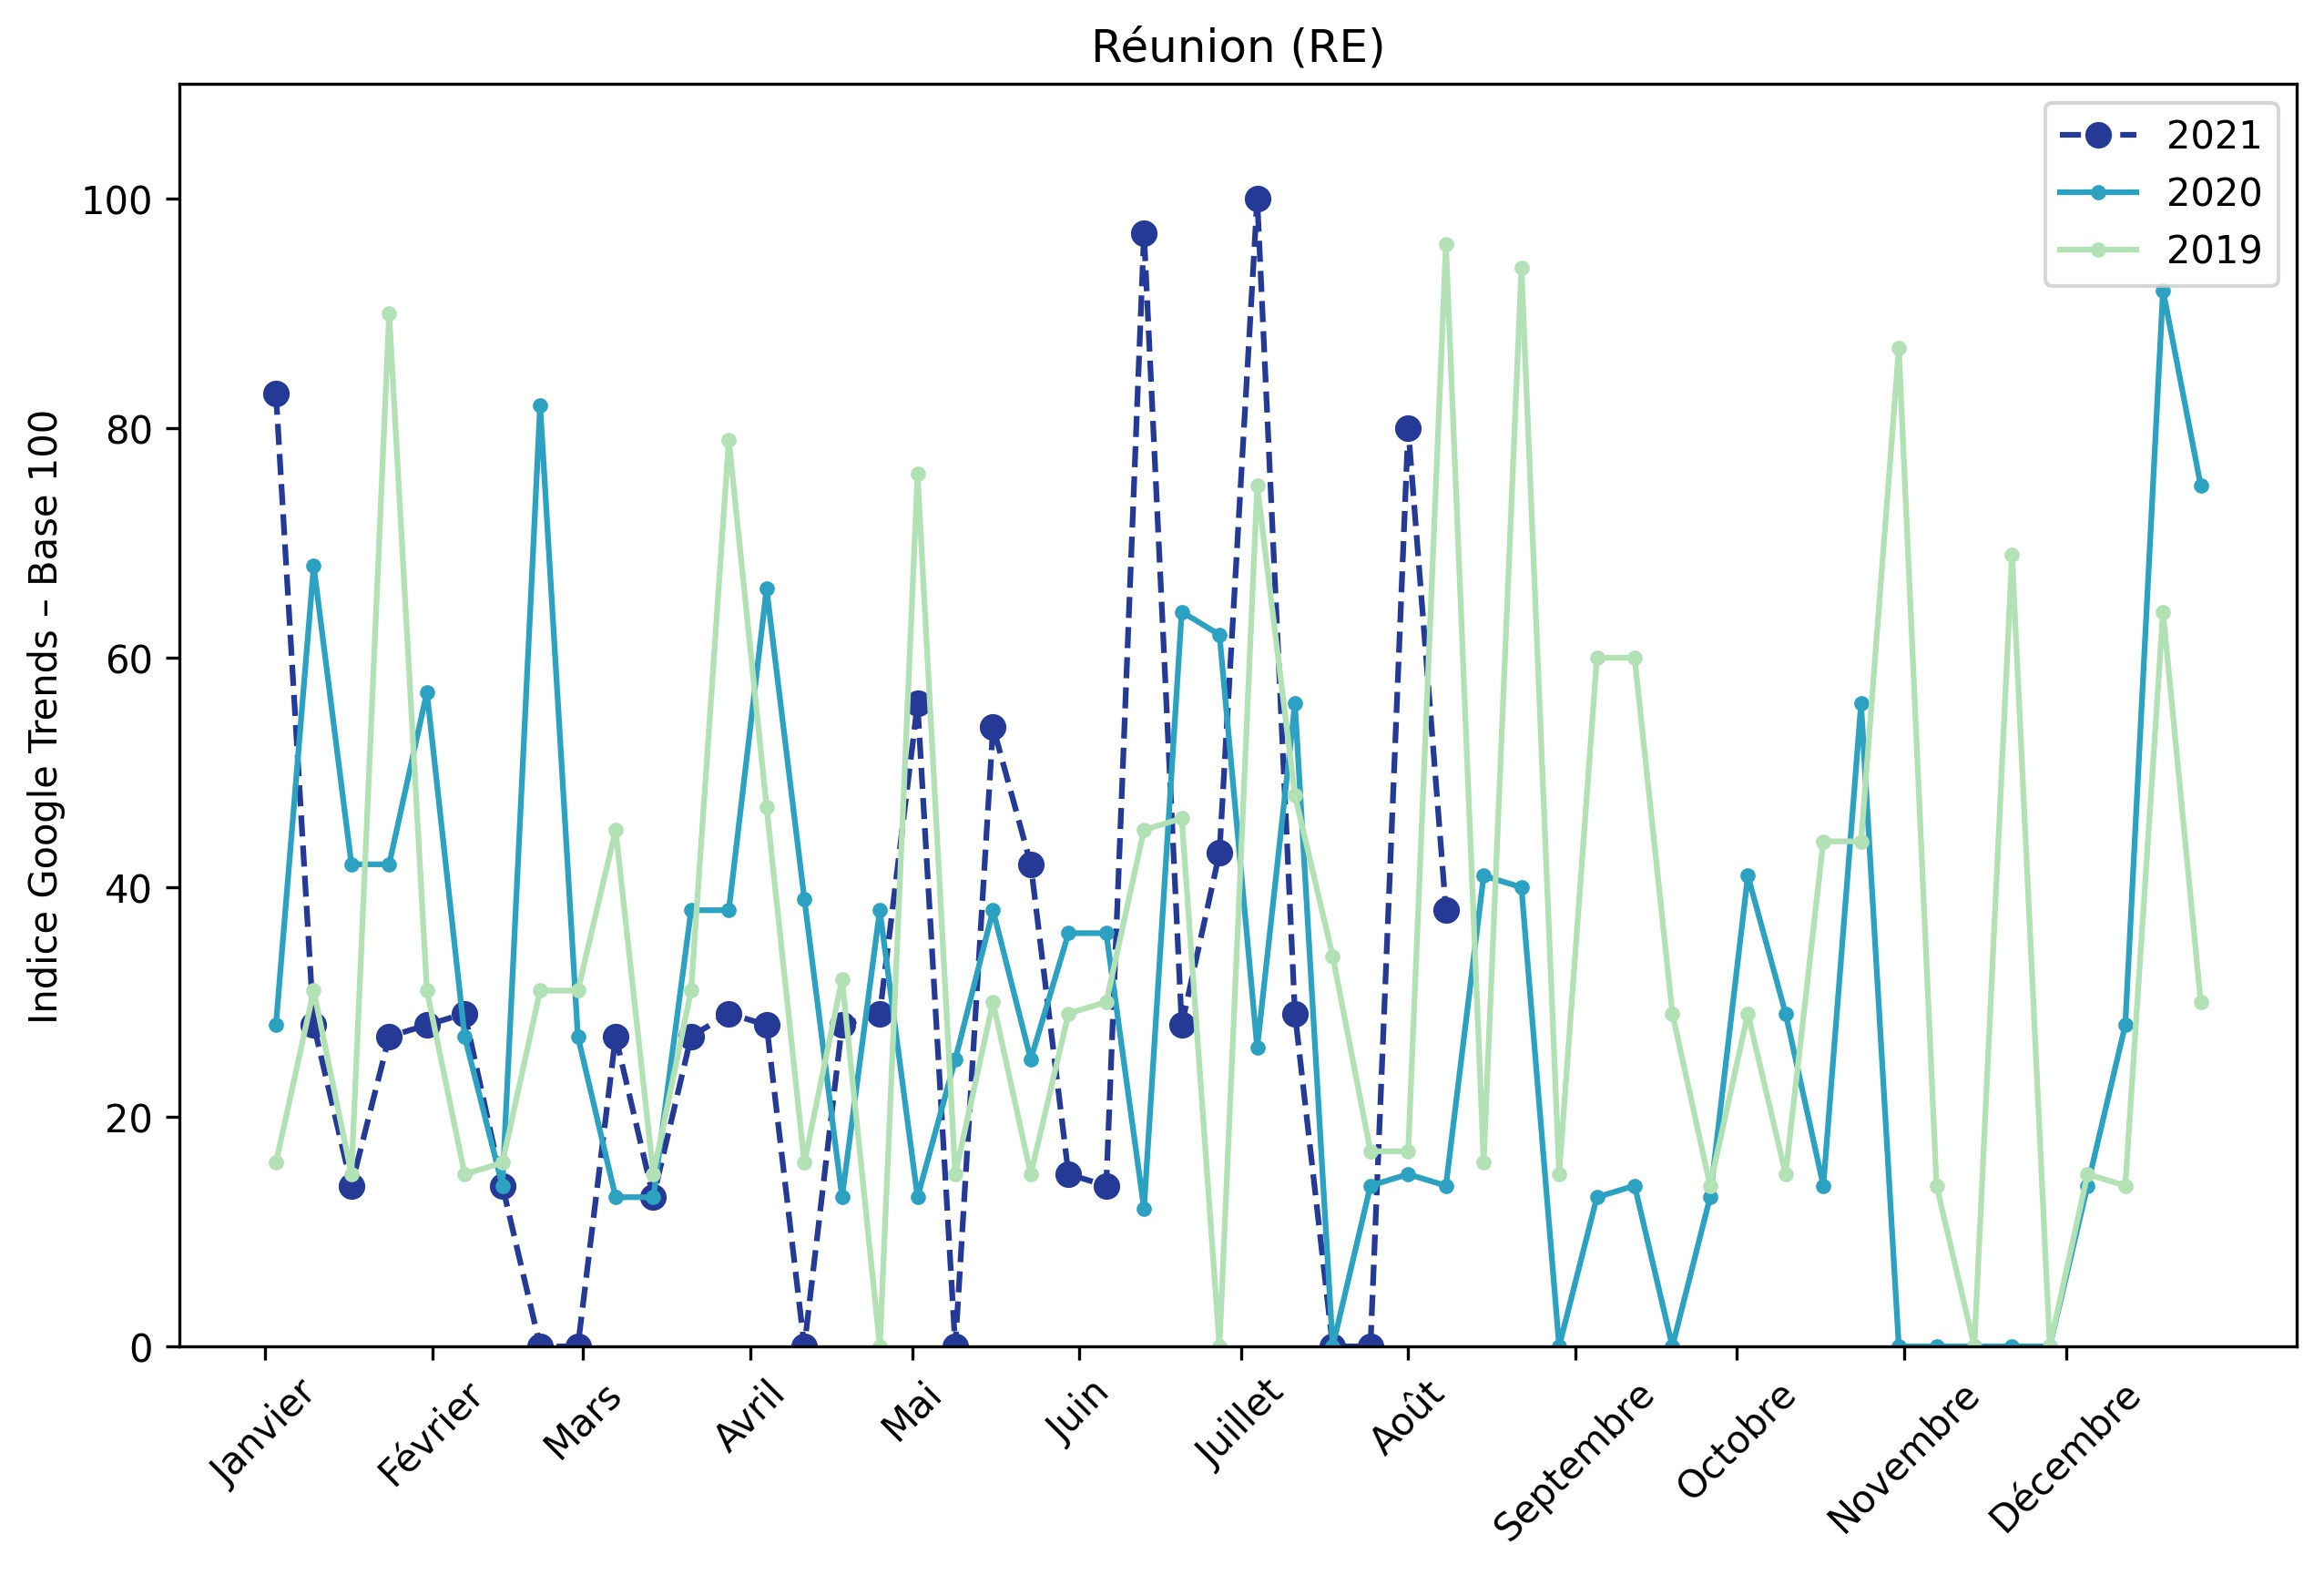 Réunion (RE)
Indice Google Trends – Base 100
100
80
60
40
20
0
2021
2020
2019
Janvier
Février
Mars
Avril
Mai
Juin
Juillet
Août
Septembre
Octobre
Novembre
Décembre